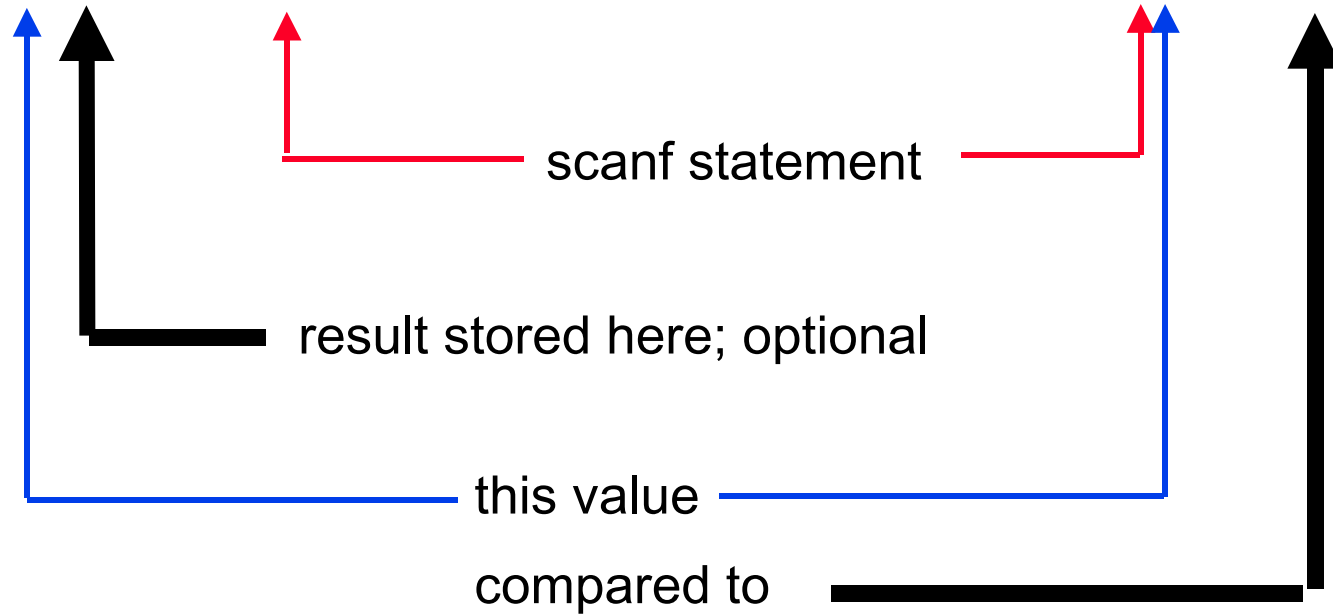 scanf statement
result stored here; optional
this value
compared to